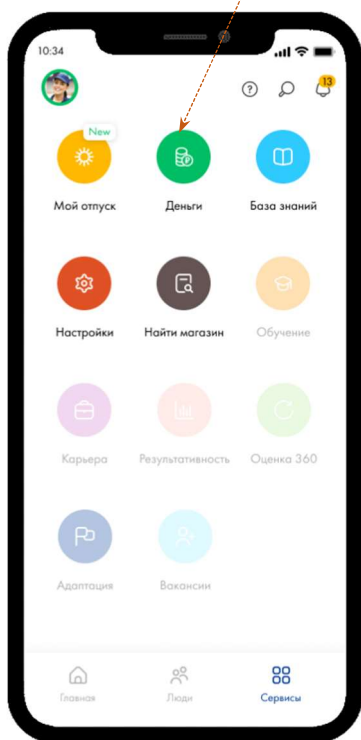 10:34
13
New
Мой отпуск Деньги База знаний
Настройки Найти магазин Обучение
Карьера Результативность Оценка 360
Адаптация Вакансии
Главная Люди Сервисы